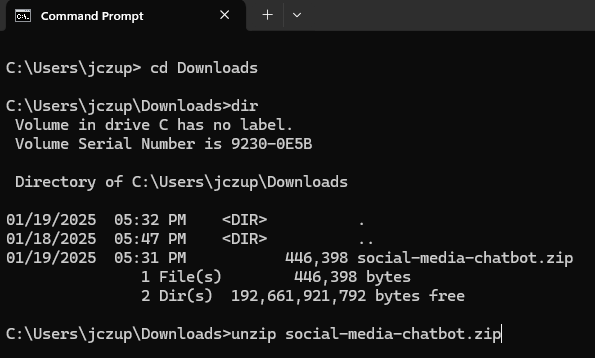 Command Prompt
C:\Users\jczup> cd Downloads
C:\Users\jczup\Downloads>dir
 Volume in drive C has no label.
 Volume Serial Number is 9230-0E5B
 Directory of C:\Users\jczup\Downloads
01/19/2025  05:32 PM    <DIR>          .
01/18/2025  05:47 PM    <DIR>          ..
01/19/2025  05:31 PM           446,398 social-media-chatbot.zip
               1 File(s)        446,398 bytes
               2 Dir(s)  192,661,921,792 bytes free
C:\Users\jczup\Downloads>unzip social-media-chatbot.zip